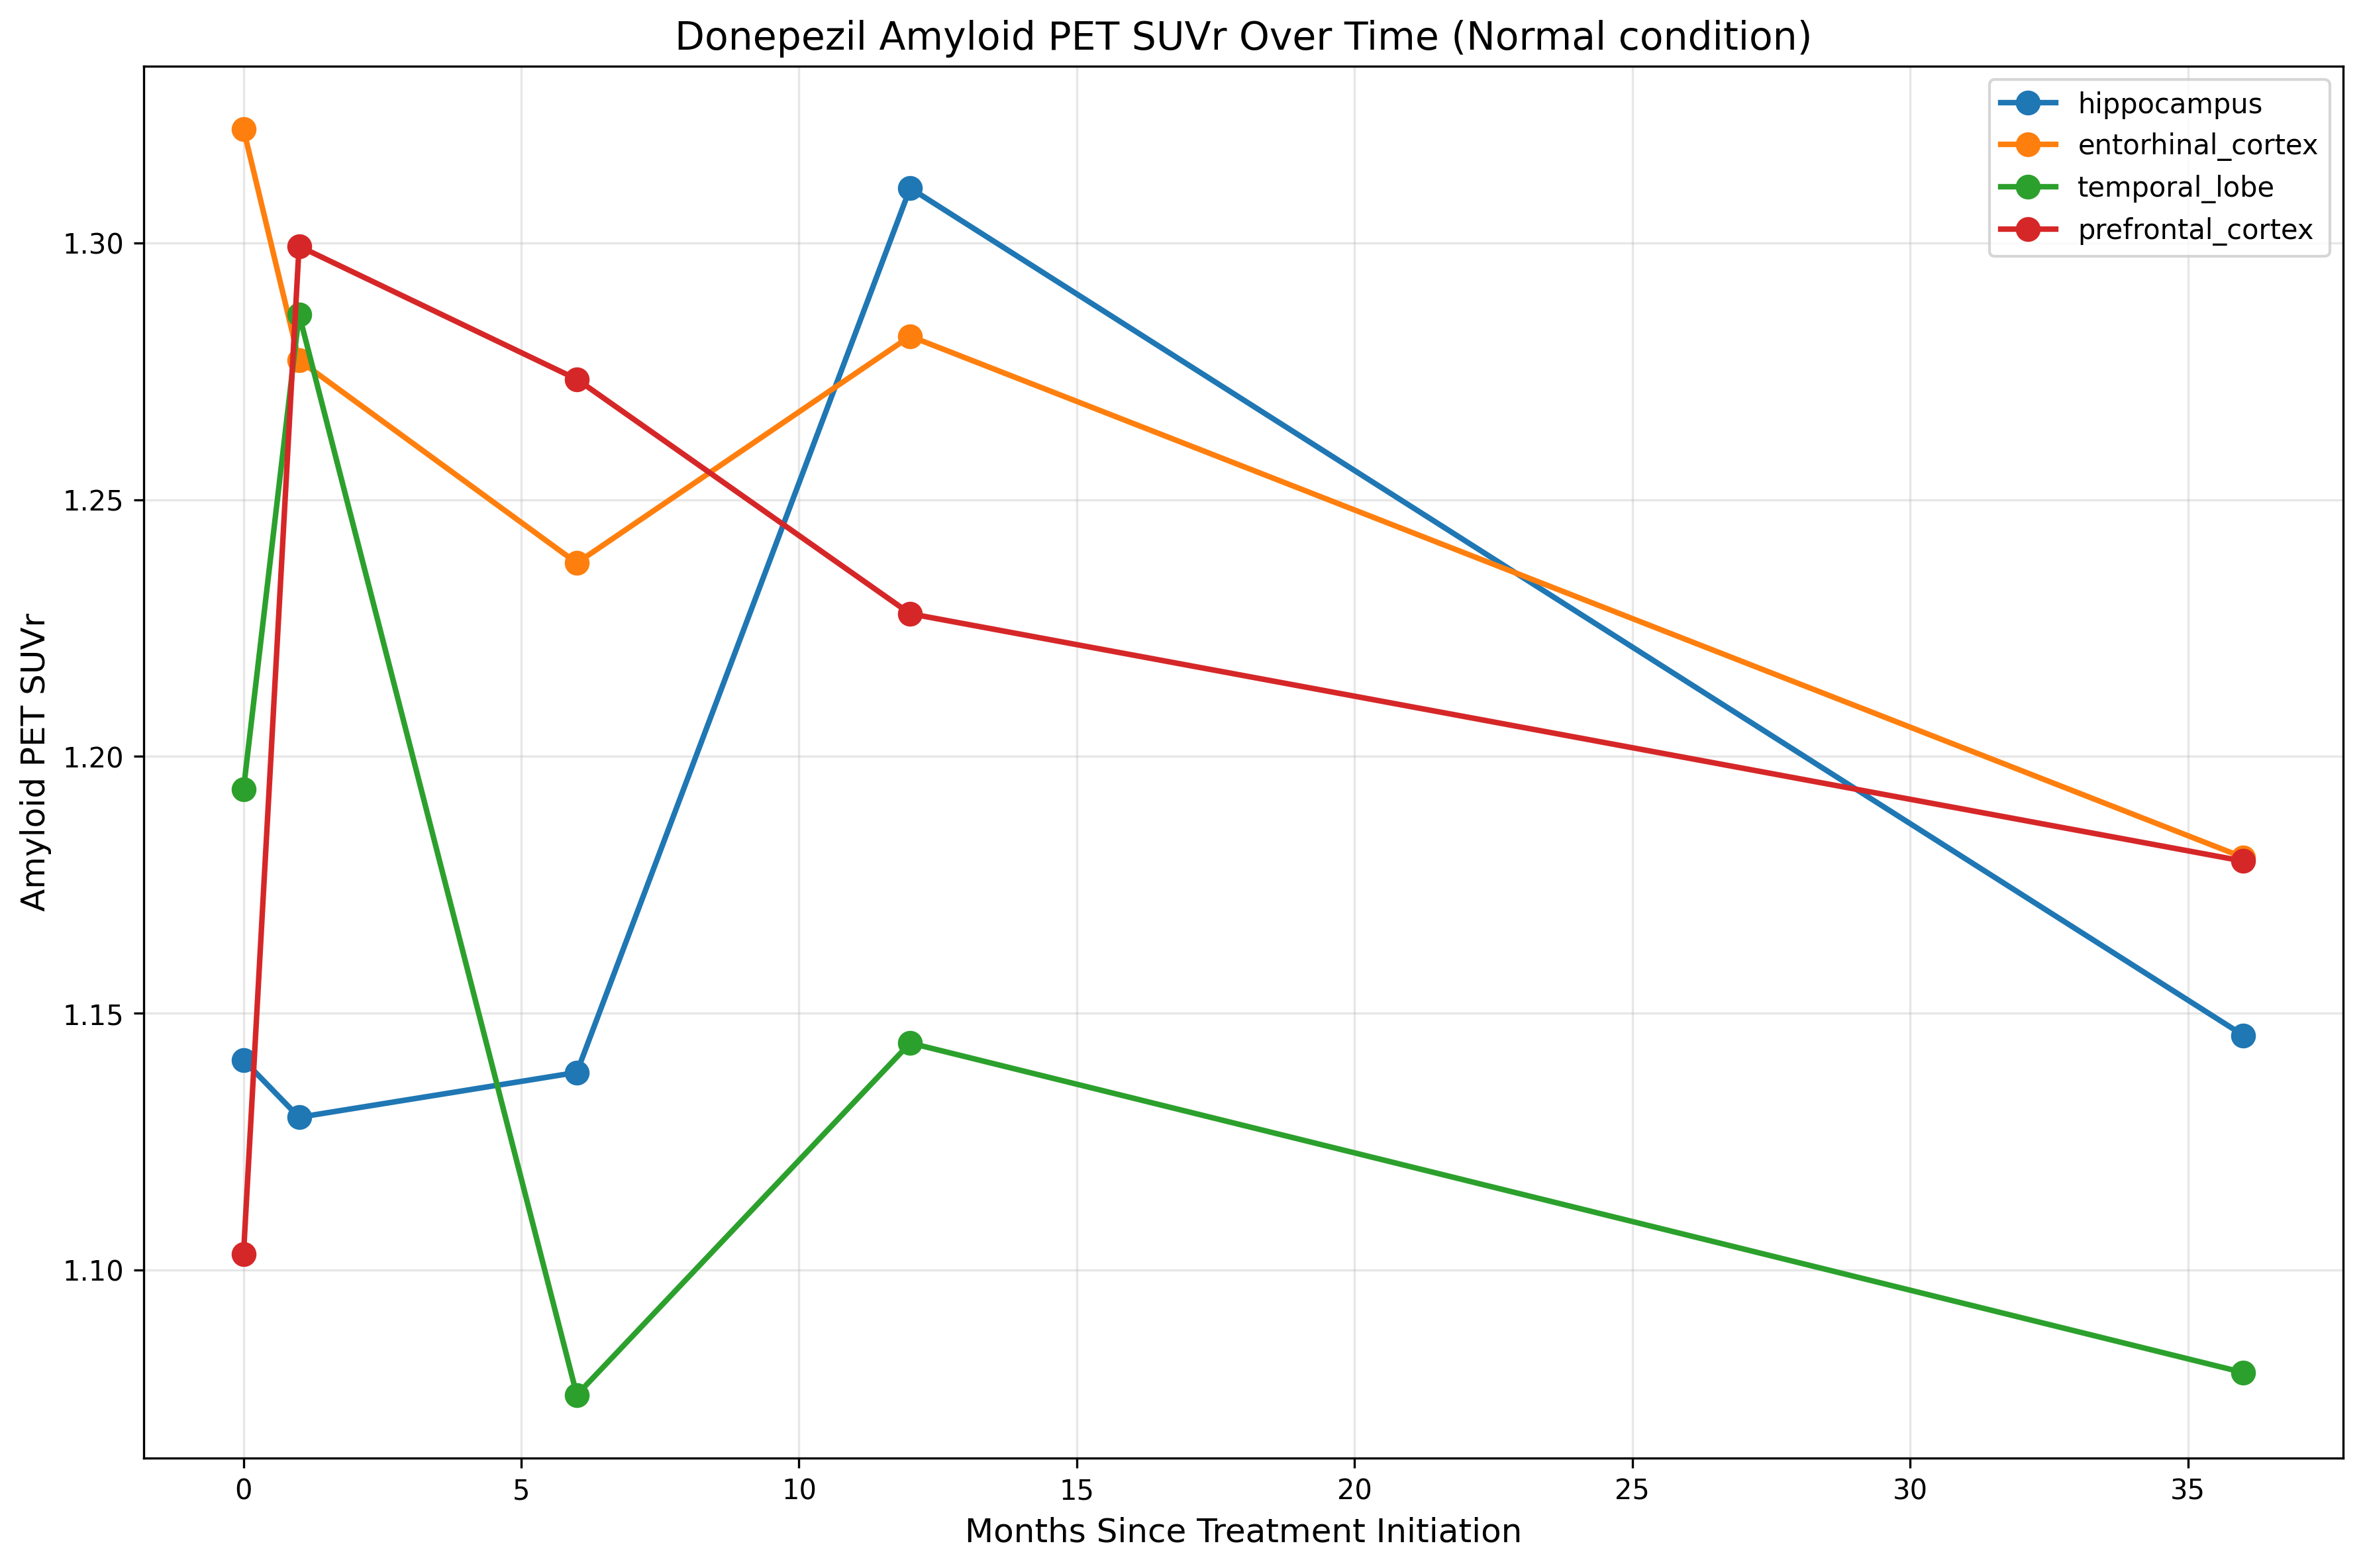 Donepezil Amyloid PET SUVr Over Time (Normal condition)
hippocampus
entorhinal_cortex
temporal_lobe
prefrontal_cortex
Amyloid PET SUVr
1.30
1.25
1.20
1.15
1.10
0 5 10 15 20 25 30 35
Months Since Treatment Initiation